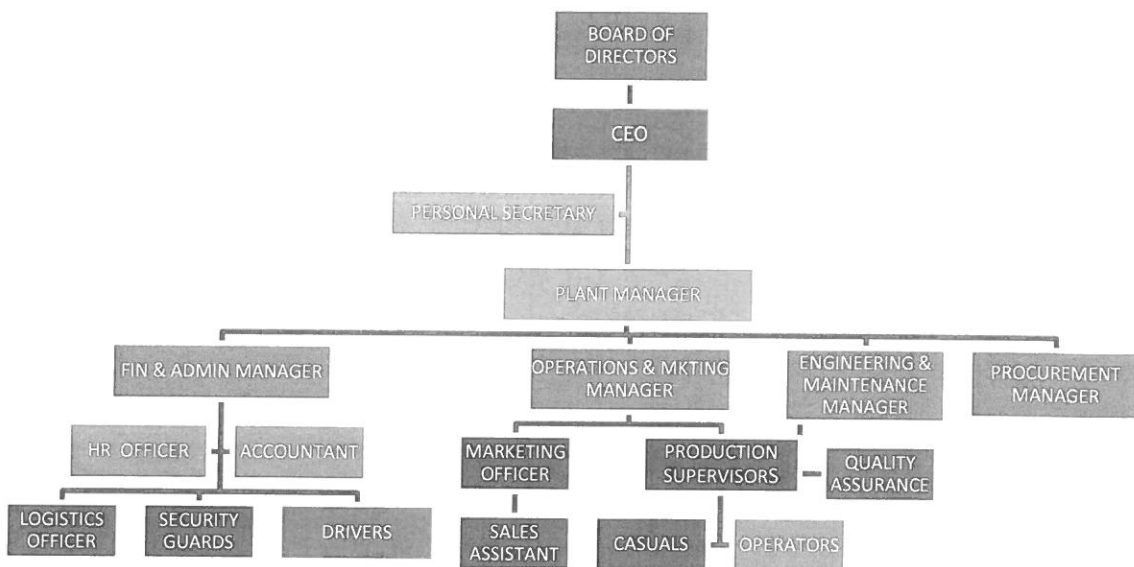 BOARD OF
DIRECTORS
CEO
PERSONAL SECRETARY
PLANT MANAGER
FIN & ADMIN MANAGER
OPERATIONS & MKTING
MANAGER
ENGINEERING &
MAINTENANCE
MANAGER
PROCUREMENT
MANAGER
HR OFFICER
ACCOUNTANT
MARKETING
OFFICER
PRODUCTION
SUPERVISORS
QUALITY
ASSURANCE
LOGISTICS
OFFICER
SECURITY
GUARDS
DRIVERS
SALES
ASSISTANT
CASUALS
OPERATORS